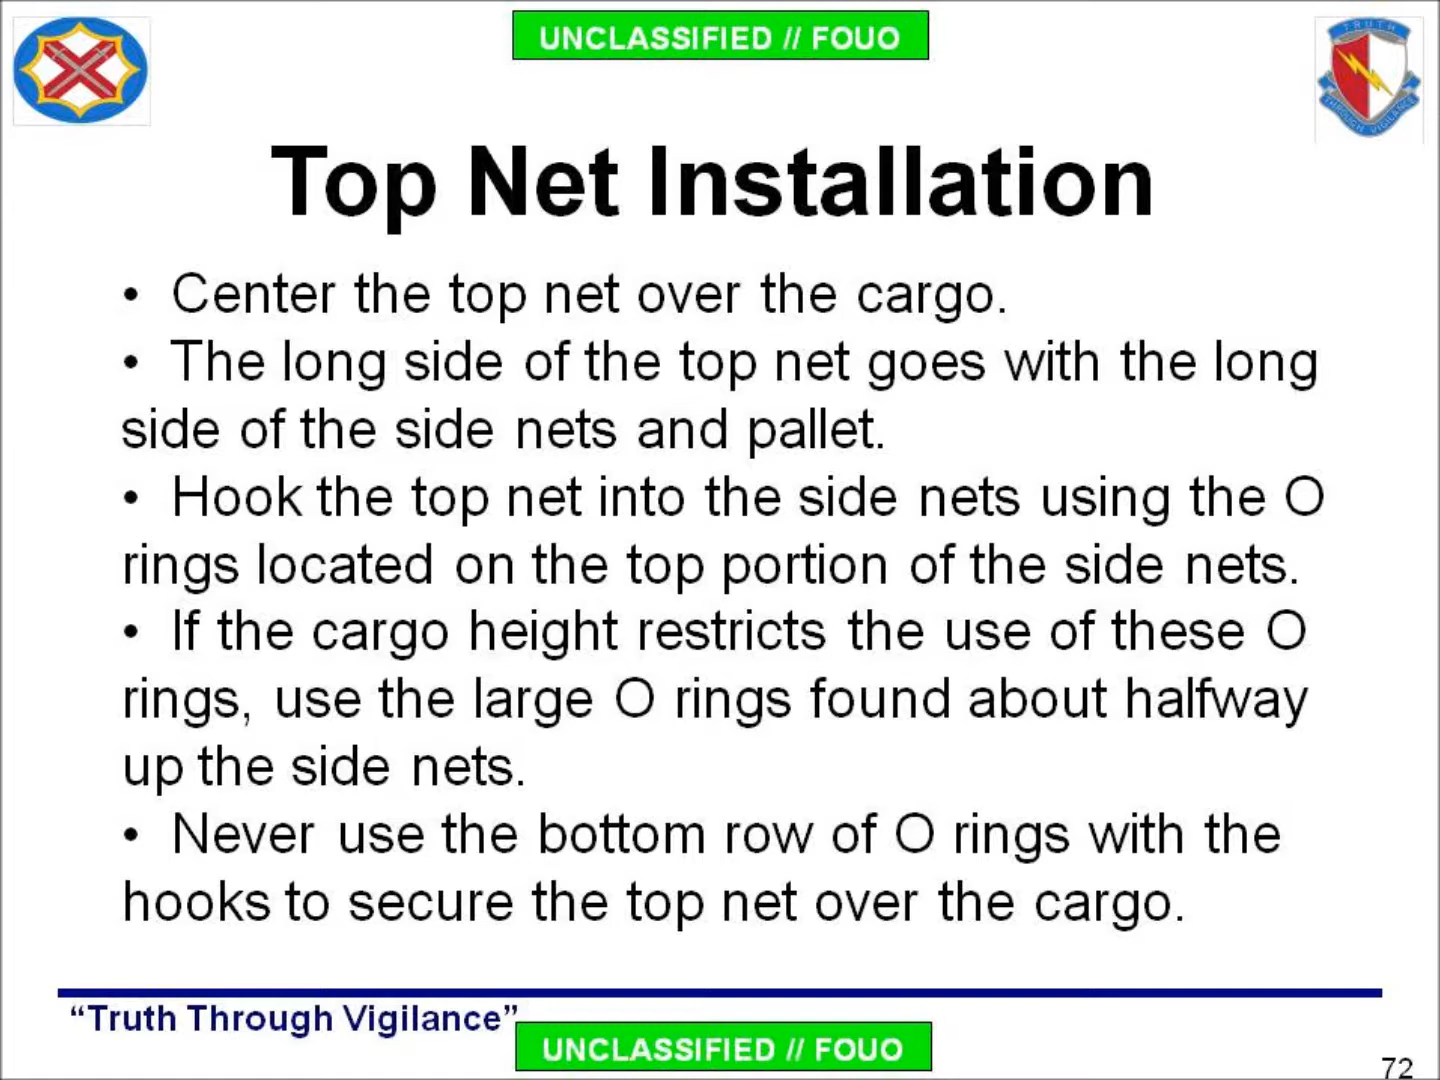 UNCLASSIFIED // FOUO
TRUTH
THROUGH VIGILANCE
Top Net Installation
• Center the top net over the cargo.
• The long side of the top net goes with the long
side of the side nets and pallet.
• Hook the top net into the side nets using the O
rings located on the top portion of the side nets.
• If the cargo height restricts the use of these O
rings, use the large O rings found about halfway
up the side nets.
• Never use the bottom row of O rings with the
hooks to secure the top net over the cargo.
“Truth Through Vigilance”
UNCLASSIFIED // FOUO
72